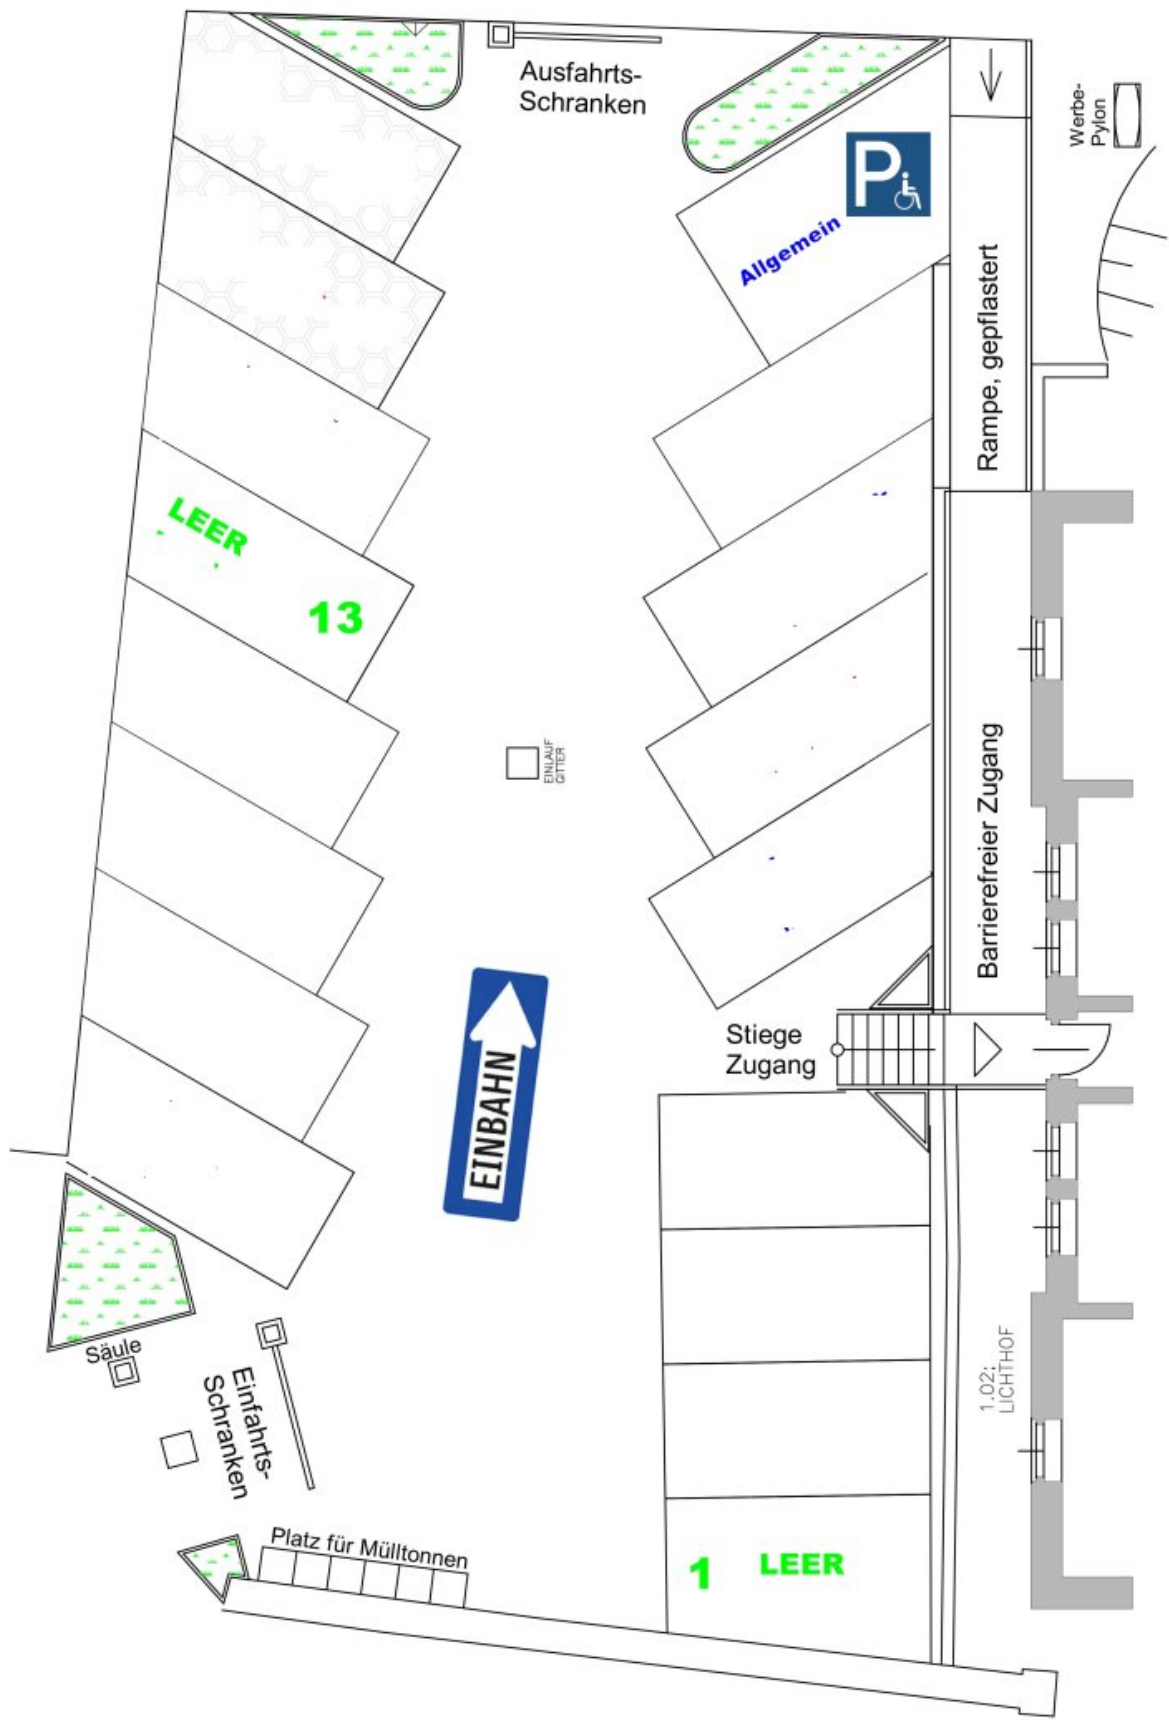 Ausfahrts-
Schranken
Werbe-
Pylon
P
Allgemein
Rampe, gepflastert
LEER
13
EINLAUF
GITTER
Barrierefreier Zugang
EINBAHN
Stiege
Zugang
Säule
Einfahrts-
Schranken
1.02:
LICHTHOF
Platz für Mülltonnen
1 LEER